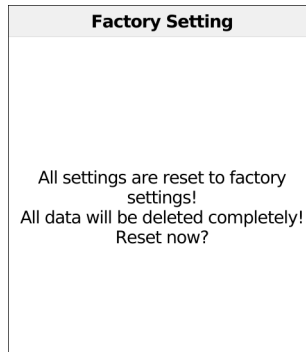 Factory Setting
All settings are reset to factory
settings!
All data will be deleted completely!
Reset now?